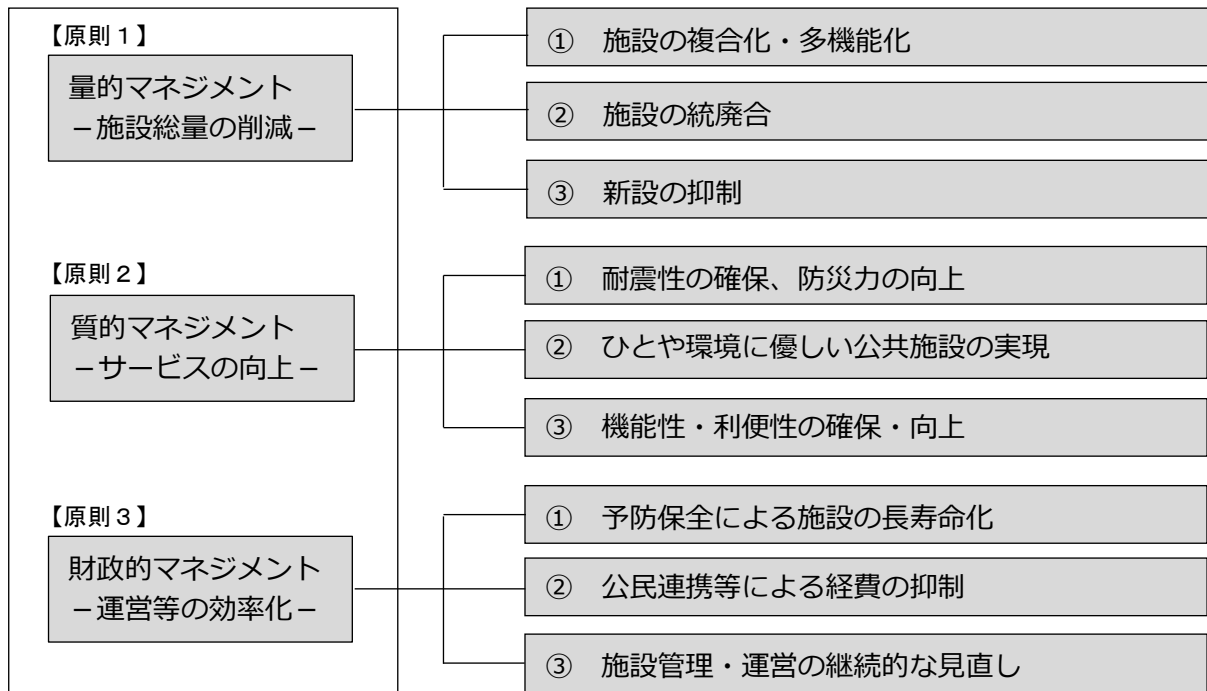 【原則１】
量的マネジメント
－施設総量の削減－
①　施設の複合化・多機能化
②　施設の統廃合
③　新設の抑制
【原則２】
質的マネジメント
－サービスの向上－
①　耐震性の確保、防災力の向上
②　ひとや環境に優しい公共施設の実現
③　機能性・利便性の確保・向上
【原則３】
財政的マネジメント
－運営等の効率化－
①　予防保全による施設の長寿命化
②　公民連携等による経費の抑制
③　施設管理・運営の継続的な見直し